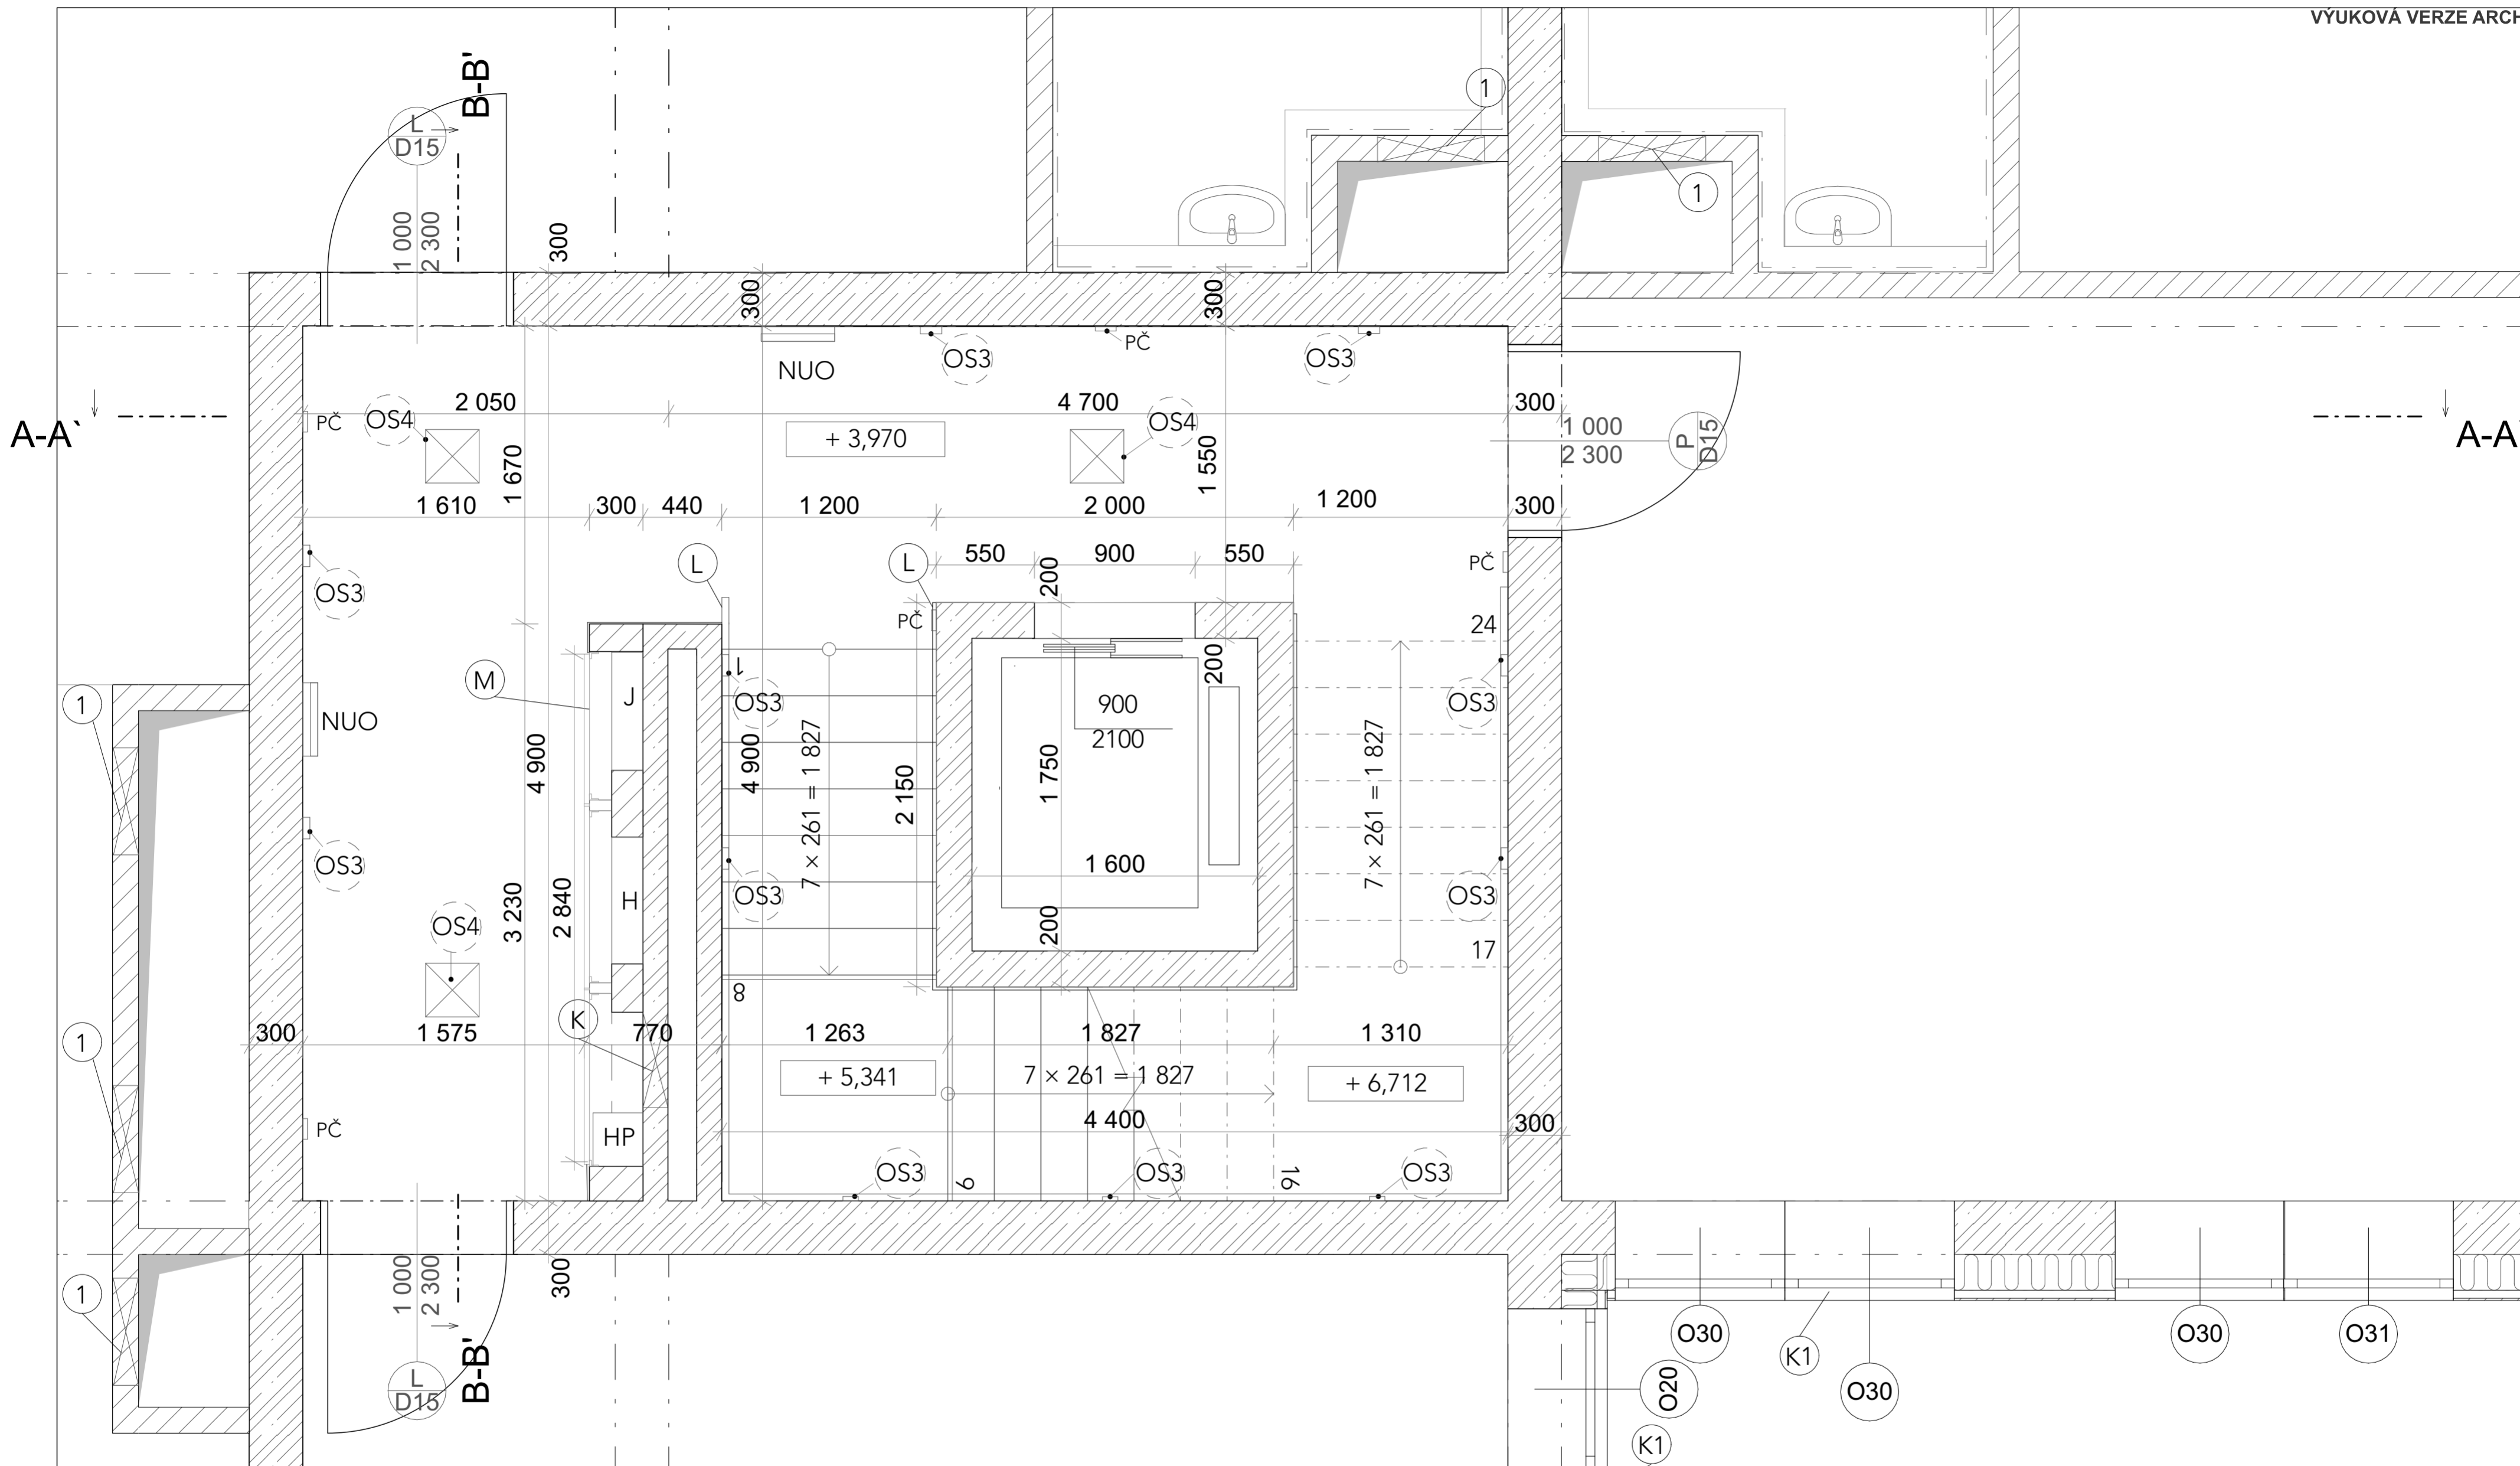 VÝUKOVÁ VERZE ARCH
B-B'
L
D15
1 000
2 300
1
1
300
300
300
NUO
OS3
PČ
OS3
A-A`
PČ
OS4
2 050
4 700
OS4
300
1 000
2 300
P
D15
A-A`
+ 3,970
1 670
1 550
1 610
300
440
1 200
2 000
1 200
300
L
L
550
900
550
PČ
OS3
200
PČ
24
M
J
1
OS3
200
OS3
1
NUO
900
2100
4 900
4 900
7 × 261 = 1 827
2 150
1 750
7 × 261 = 1 827
OS3
3 230
2 840
H
OS3
1 600
OS3
OS4
200
17
8
K
1
300
1 575
770
1 263
1 827
1 310
+ 5,341
7 × 261 = 1 827
+ 6,712
4 400
300
PČ
HP
OS3
9
OS3
16
OS3
1
1 000
2 300
300
B-B'
L
D15
O30
K1
O30
O30
O31
O20
K1